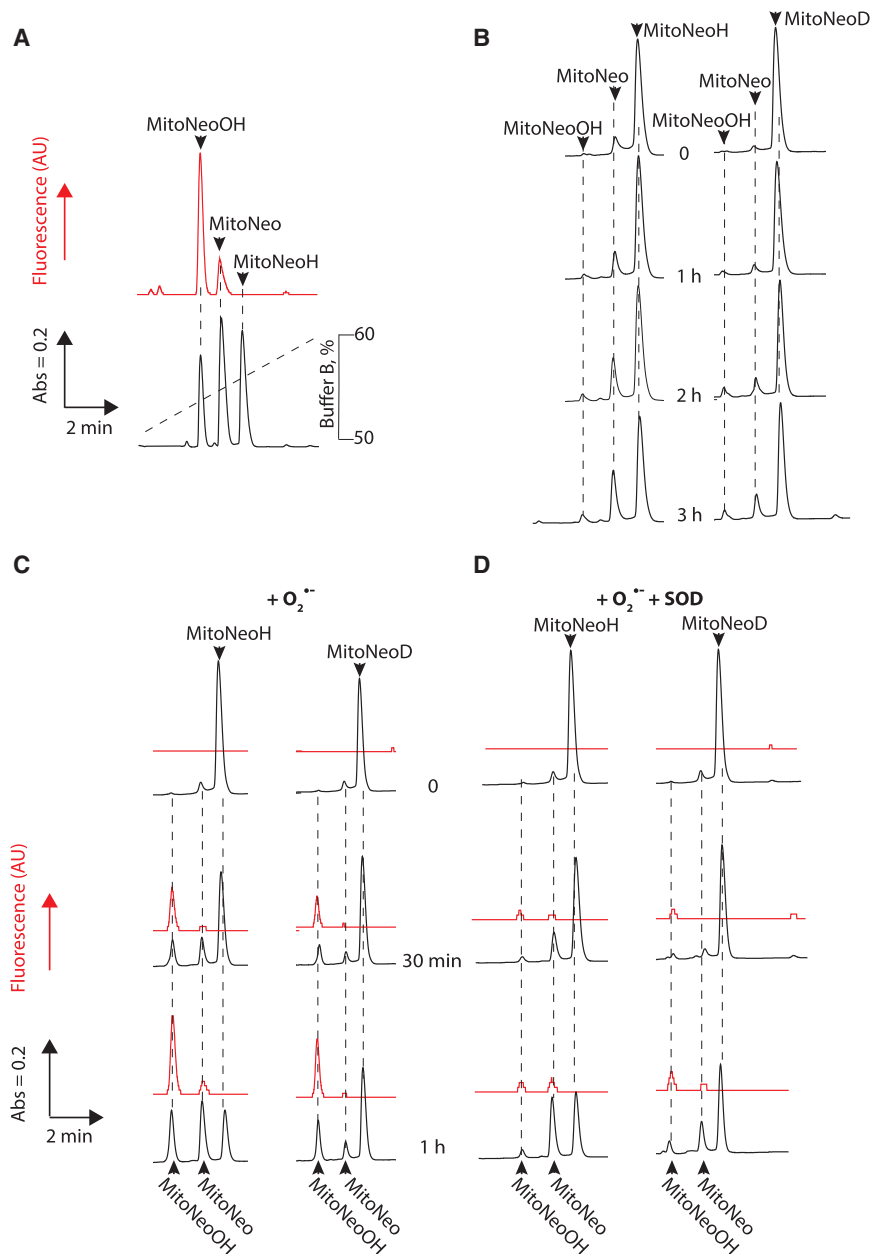 A
MitoNeoOH
MitoNeo
MitoNeoH
Fluorescence (AU)
Abs = 0.2
2 min
60
50
Buffer B, %
B
MitoNeoH
MitoNeo
MitoNeoOH
MitoNeoD
MitoNeo
MitoNeoOH
0
1 h
2 h
3 h
C
+ O₂•−
MitoNeoH
MitoNeoD
0
30 min
1 h
Fluorescence (AU)
Abs = 0.2
2 min
MitoNeoOH
MitoNeo
MitoNeoOH
MitoNeo
D
+ O₂•− + SOD
MitoNeoH
MitoNeoD
MitoNeoOH
MitoNeo
MitoNeoOH
MitoNeo